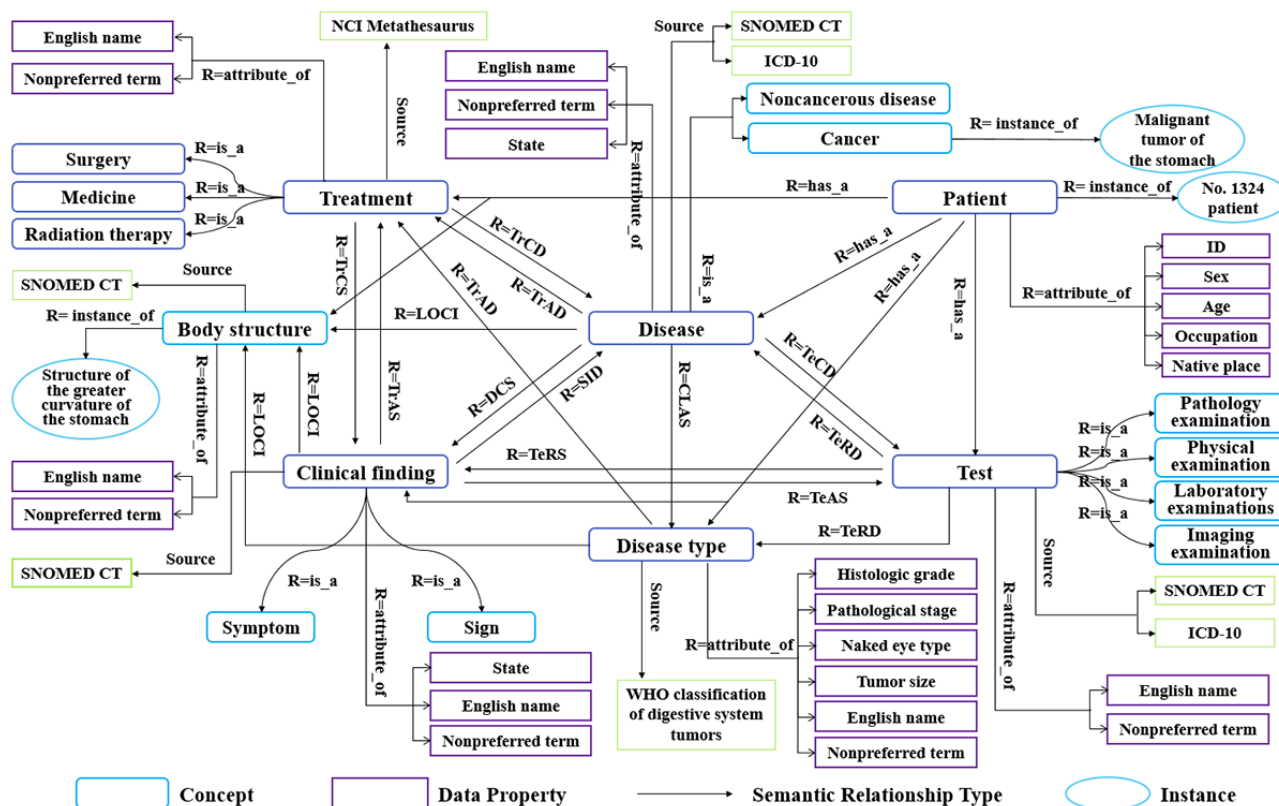 NCI Metathesaurus
Source
SNOMED CT
ICD-10
English name
Nonpreferred term
R=attribute_of
Source
English name
Nonpreferred term
State
R=attribute_of
Noncancerous disease
Cancer
R= instance_of
Malignant
tumor of
the stomach
Surgery
Medicine
Radiation therapy
R=is_a
R=is_a
R=is_a
Treatment
R=has_a
Patient
R= instance_of
No. 1324
patient
R=TrCD
R=TrAD
R=TrAD
R=TrCS
R=TrAS
R=is_a
R=has_a
R=has_a
R=has_a
R=attribute_of
ID
Sex
Age
Occupation
Native place
SNOMED CT
Source
R= instance_of
Body structure
R=LOCI
Disease
Structure of
the greater
curvature of
the stomach
R=attribute_of
R=LOCI
R=LOCI
R=DCS
R=SID
R=CLAS
R=TeCD
R=TeRD
Pathology
examination
Physical
examination
Laboratory
examinations
Imaging
examination
R=is_a
R=is_a
R=is_a
R=is_a
English name
Nonpreferred term
Clinical finding
R=TeRS
R=TeAS
Test
SNOMED CT
Source
R=is_a
R=is_a
R=attribute_of
Disease type
R=TeRD
Symptom
Sign
State
English name
Nonpreferred term
Source
WHO classification
of digestive system
tumors
R=attribute_of
Histologic grade
Pathological stage
Naked eye type
Tumor size
English name
Nonpreferred term
R=attribute_of
Source
SNOMED CT
ICD-10
English name
Nonpreferred term
Concept
Data Property
Semantic Relationship Type
Instance